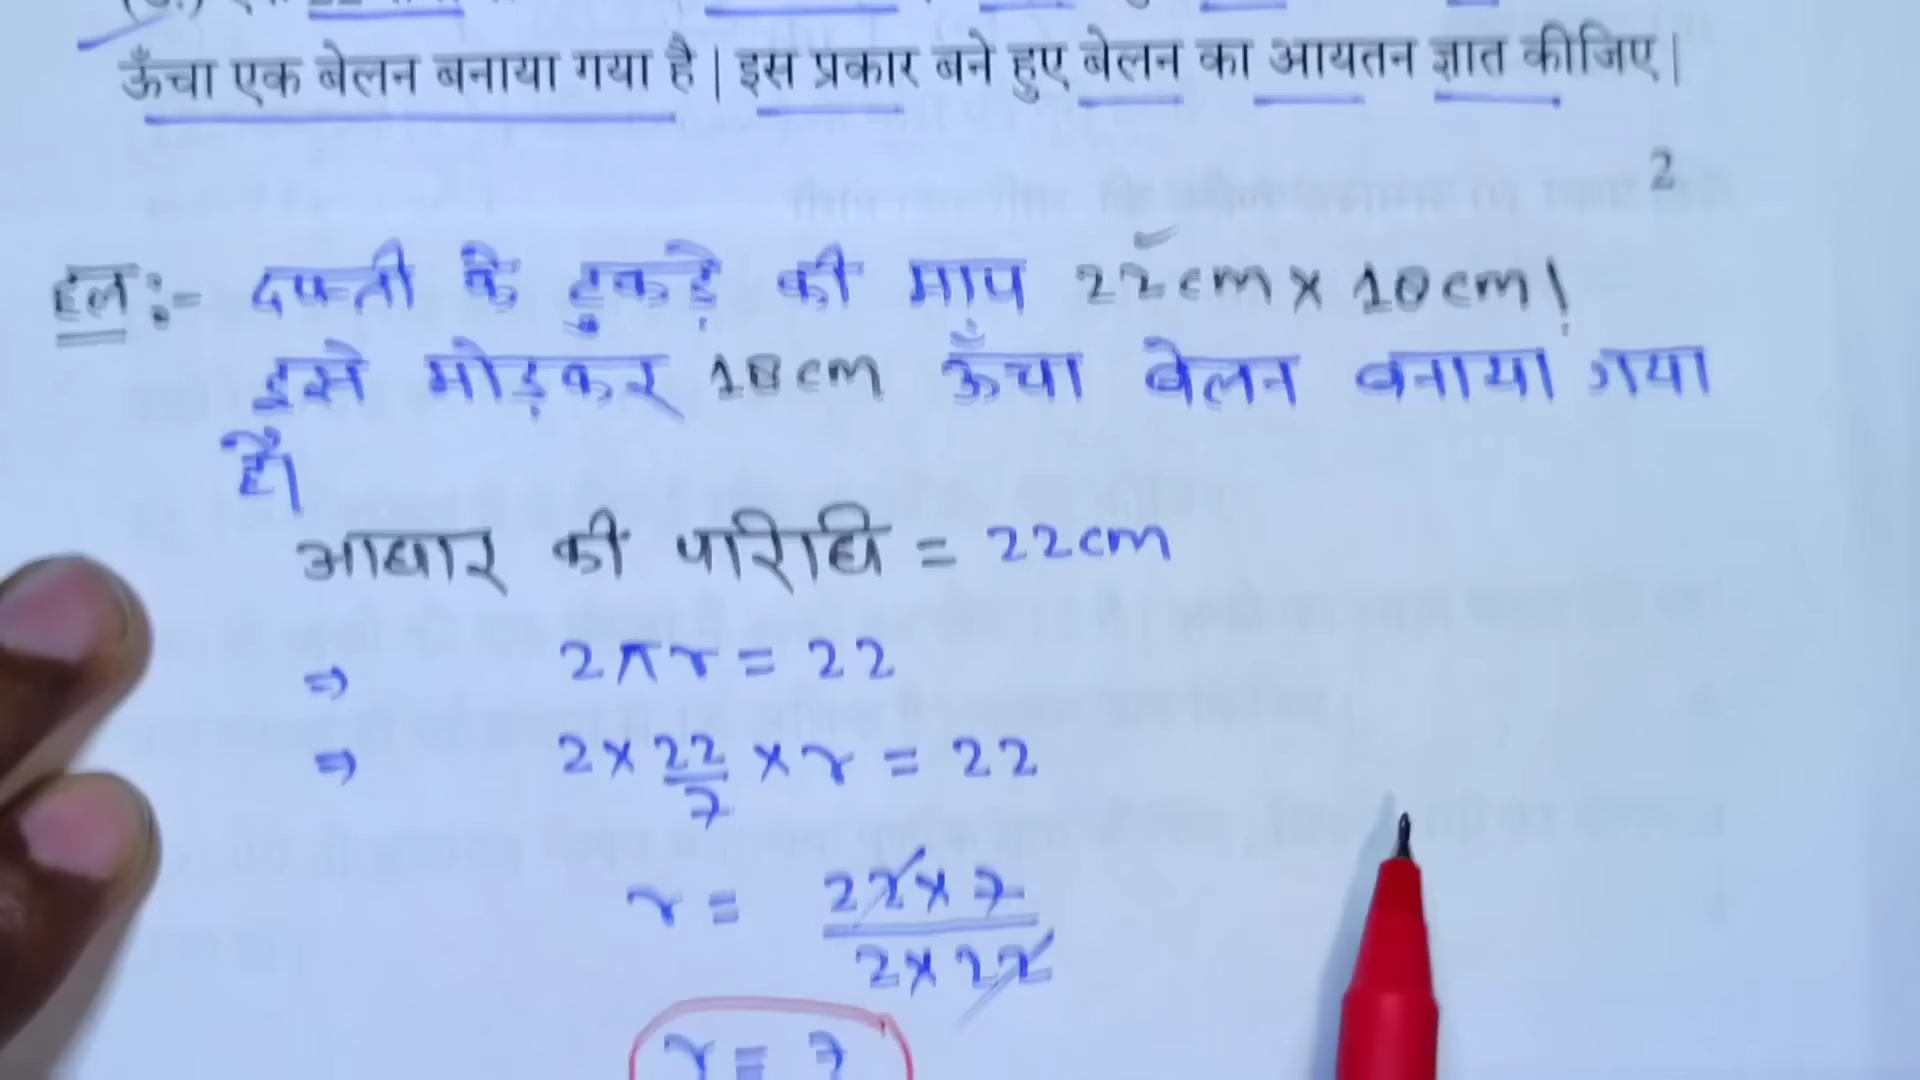 ऊँचा एक बेलन बनाया गया है | इस प्रकार बने हुए बेलन का आयतन ज्ञात कीजिए |
2
हल :- दफ्ती के टुकड़े की माप 22cm × 10cm।
इसे मोड़कर 10cm ऊँचा बेलन बनाया गया
है।
आधार की परिधि = 22cm
⇒ 2πr = 22
⇒ 2 × 22/7 × r = 22
r = 22×7/2×22
r = 7